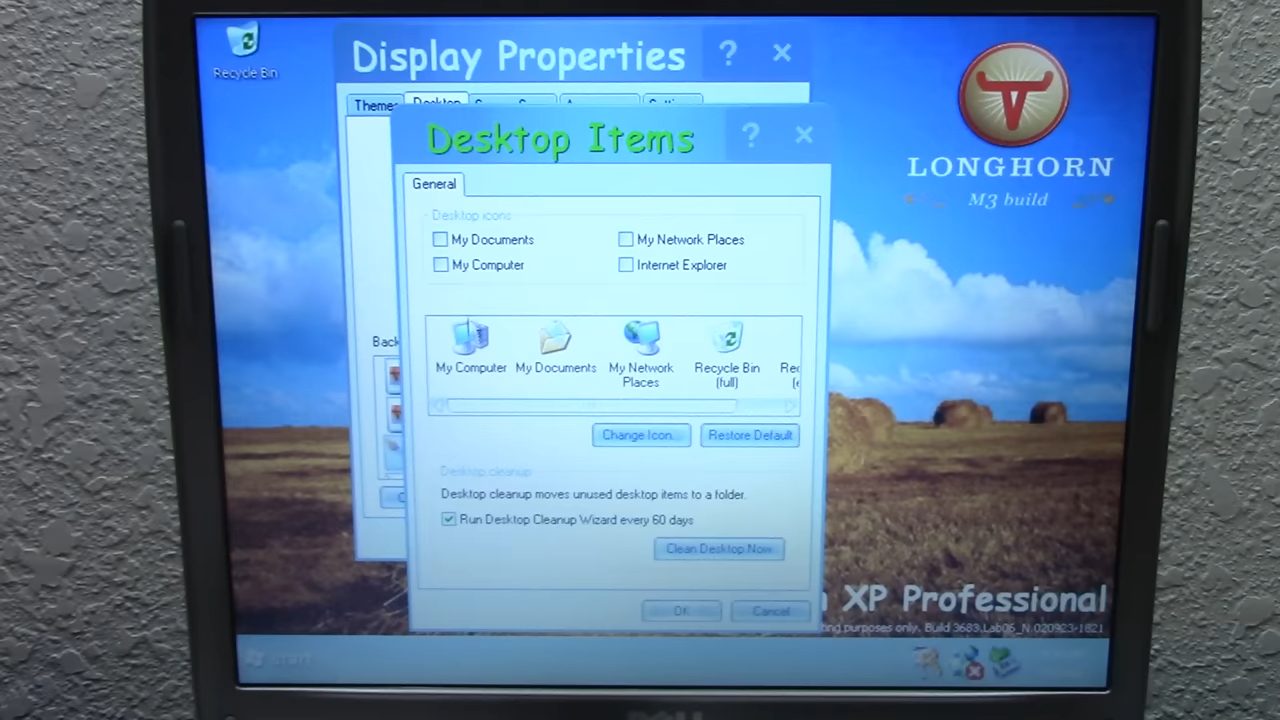 Recycle Bin
Display Properties
Themes Desktop
Desktop Items
LONGHORN
M3 build
General
Desktop icons
My Documents
My Network Places
My Computer
Internet Explorer
My Computer
My Documents
My Network
Places
Recycle Bin
(full)
Change Icon...
Restore Default
Desktop cleanup
Desktop cleanup moves unused desktop items to a folder.
Run Desktop Cleanup Wizard every 60 days
Clean Desktop Now
OK
Cancel
XP Professional
purposes only. Build 3683.Lab06_N.020923-1821
start